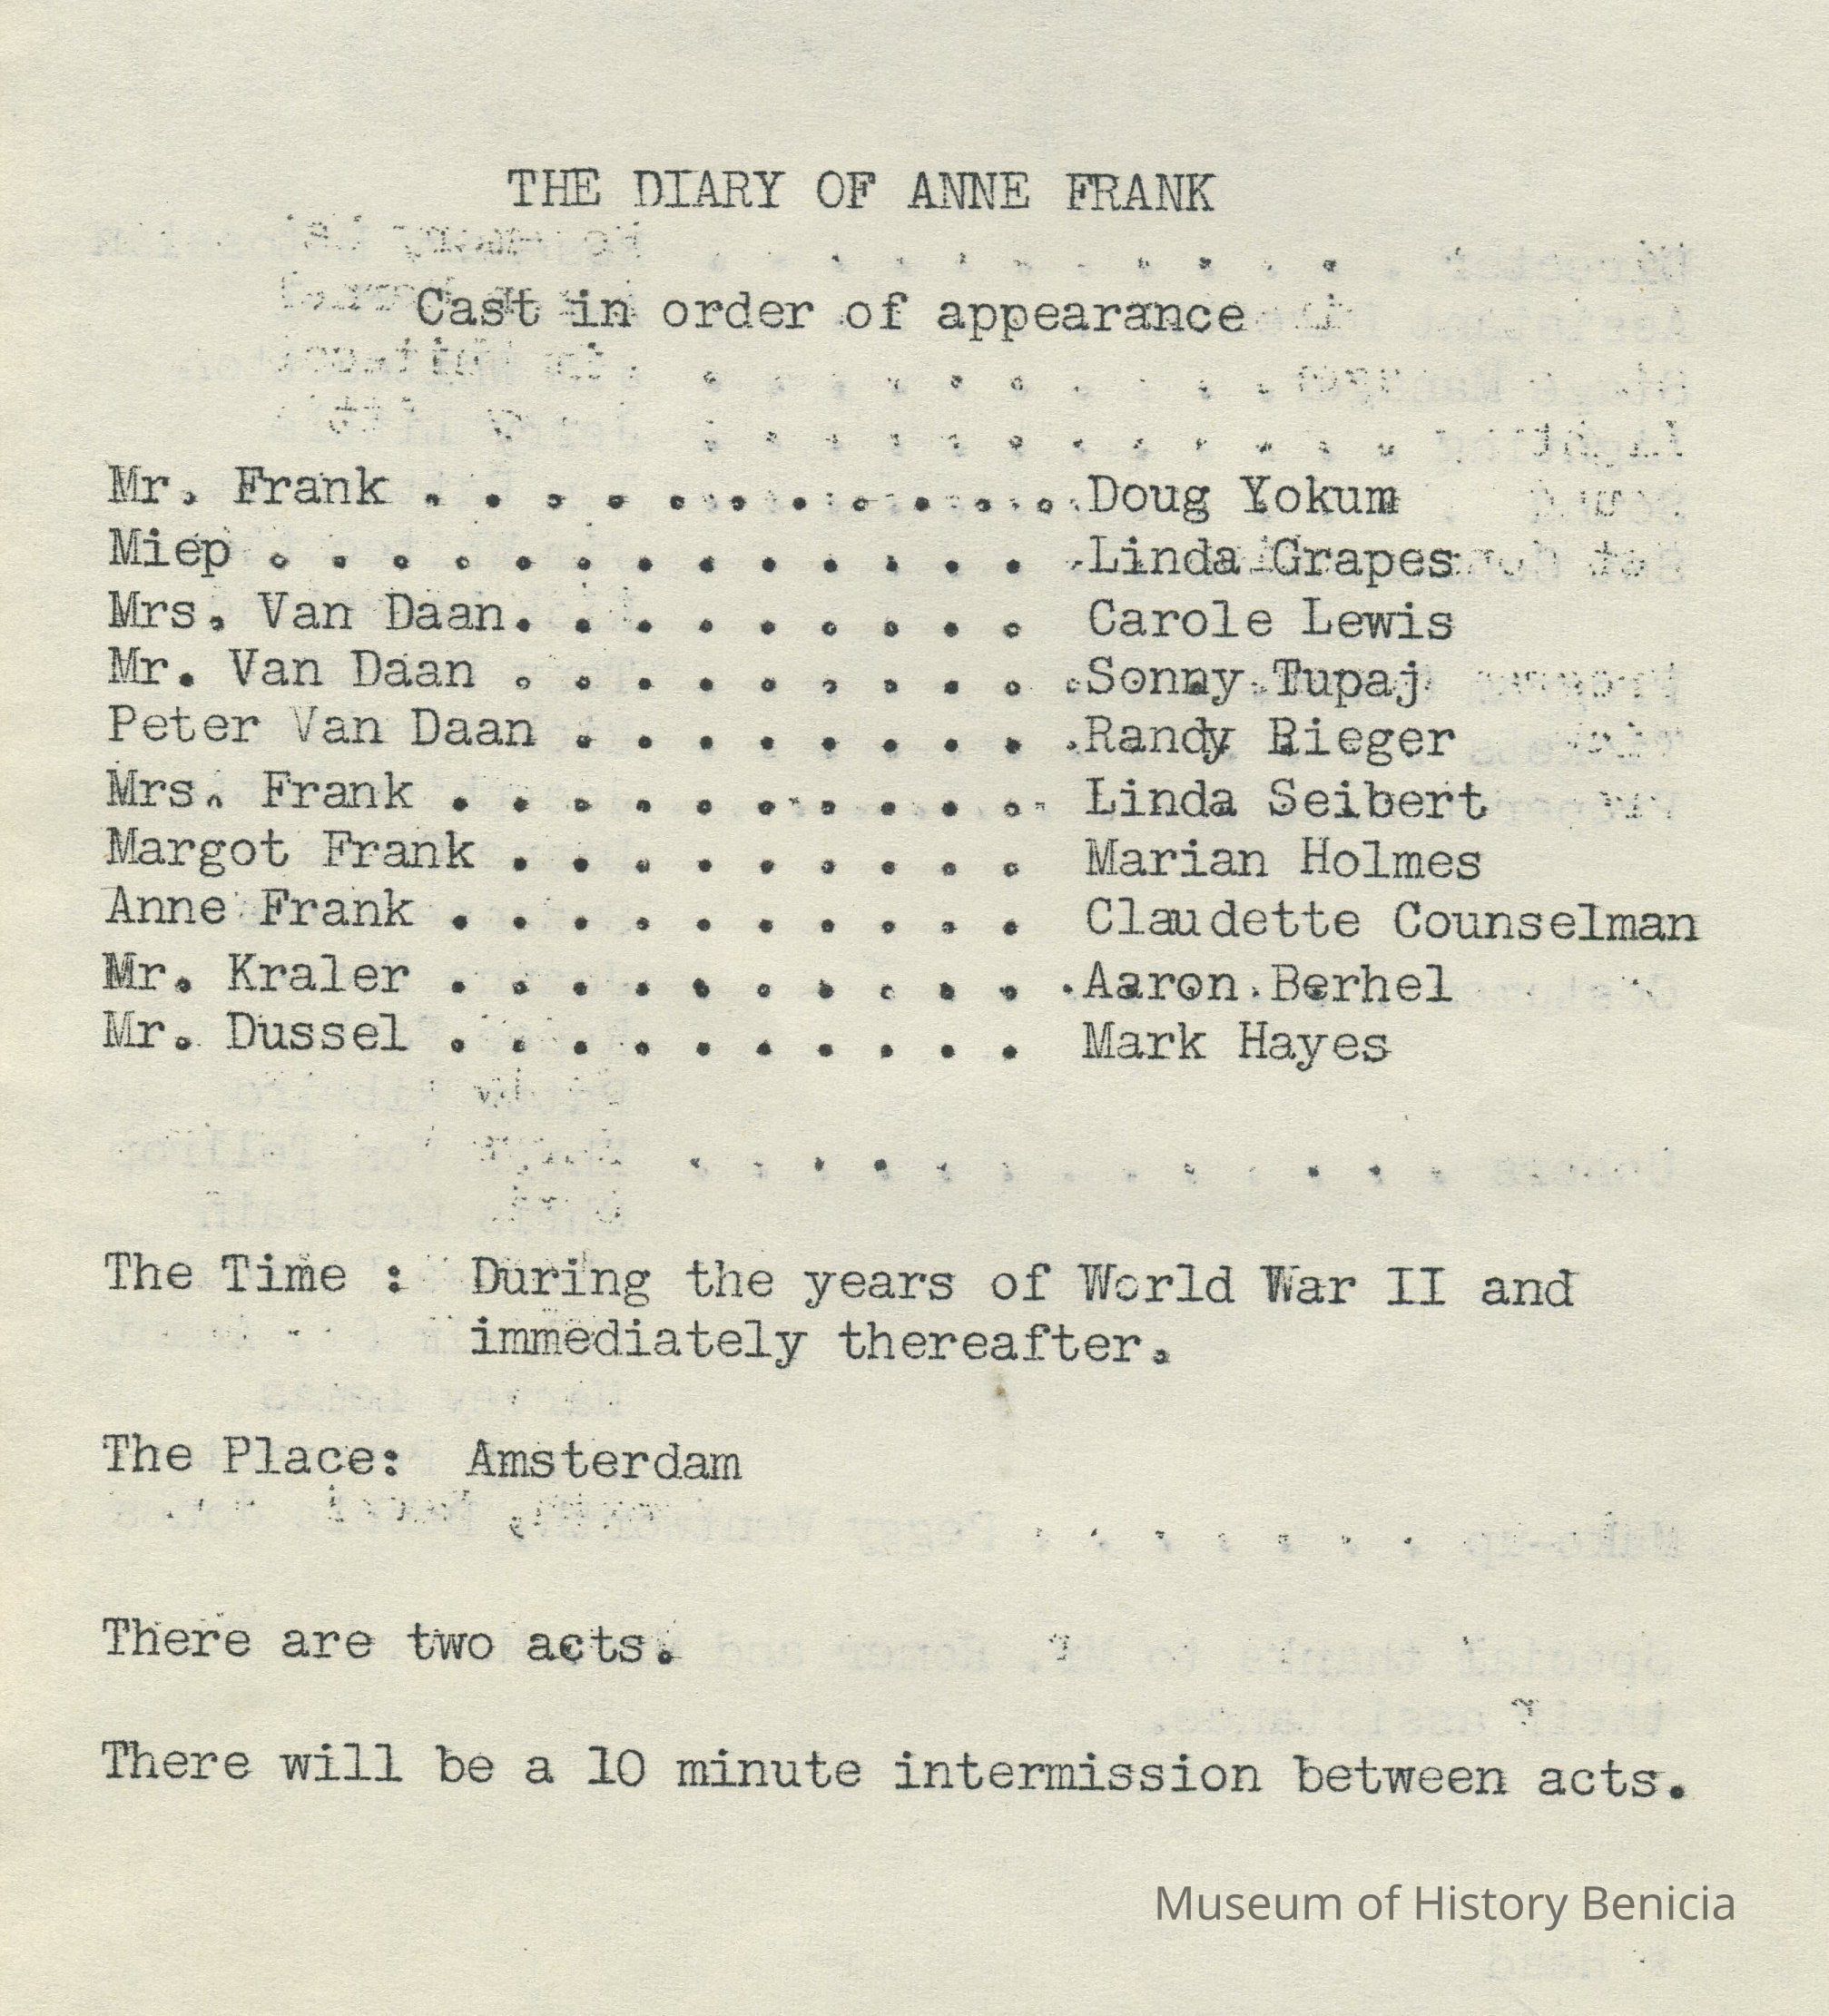 THE DIARY OF ANNE FRANK
Cast in order of appearance
Mr. Frank . . . . . . . . . . . Doug Yokum
Miep . . . . . . . . . . . . . Linda Grapes
Mrs. Van Daan. . . . . . . . . Carole Lewis
Mr. Van Daan . . . . . . . . . Sonny Tupaj
Peter Van Daan . . . . . . . . Randy Rieger
Mrs. Frank . . . . . . . . . . Linda Seibert
Margot Frank . . . . . . . . . Marian Holmes
Anne Frank . . . . . . . . . . Claudette Counselman
Mr. Kraler . . . . . . . . . . Aaron Berhel
Mr. Dussel . . . . . . . . . . Mark Hayes
The Time : During the years of World War II and
immediately thereafter.
The Place: Amsterdam
There are two acts.
There will be a 10 minute intermission between acts.
Museum of History Benicia